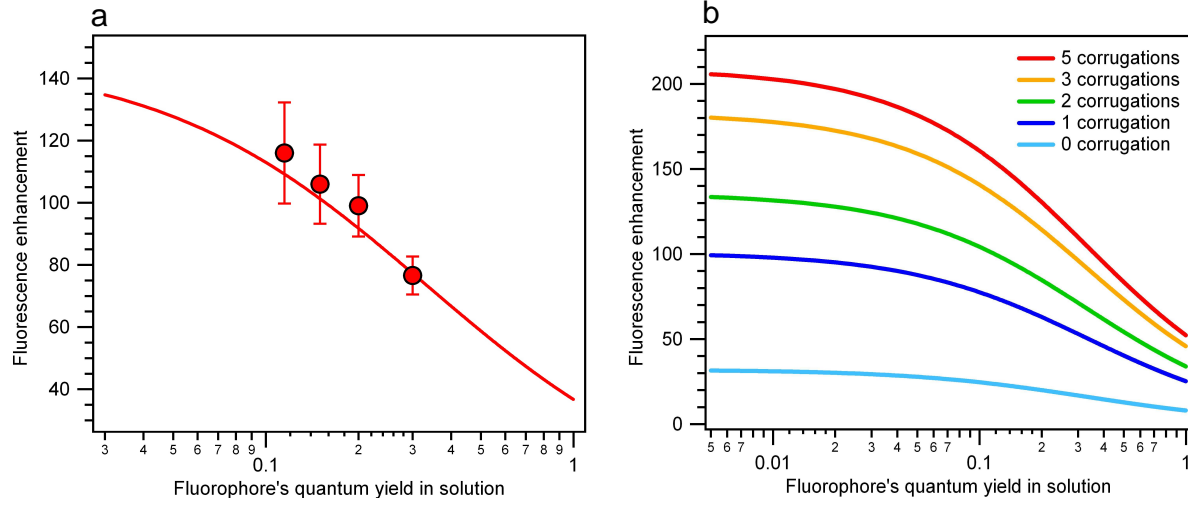 a
140
120
100
80
60
40
Fluorescence enhancement
3 4 5 6 7 8 9 2 3 4 5 6 7 8 9
0.1 1
Fluorophore's quantum yield in solution
b
200
150
100
50
0
Fluorescence enhancement
5 corrugations
3 corrugations
2 corrugations
1 corrugation
0 corrugation
5 6 7 2 3 4 5 6 7 2 3 4 5 6 7
0.01 0.1 1
Fluorophore's quantum yield in solution